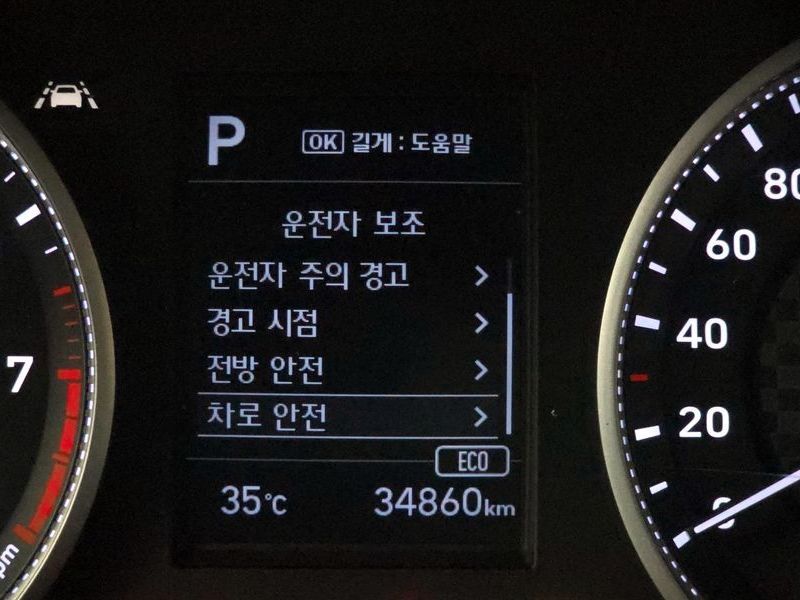 P
OK 길게 : 도움말
운전자 보조
운전자 주의 경고
경고 시점
전방 안전
차로 안전
ECO
35℃ 34860km
7
80
60
40
20
0